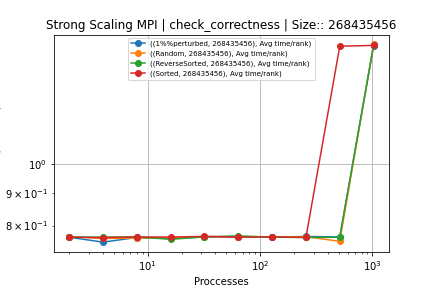 Strong Scaling MPI | check_correctness | Size:: 268435456
((1%%perturbed, 268435456), Avg time/rank)
((Random, 268435456), Avg time/rank)
((ReverseSorted, 268435456), Avg time/rank)
((Sorted, 268435456), Avg time/rank)
10⁰
9 × 10⁻¹
8 × 10⁻¹
10¹ 10² 10³
Proccesses